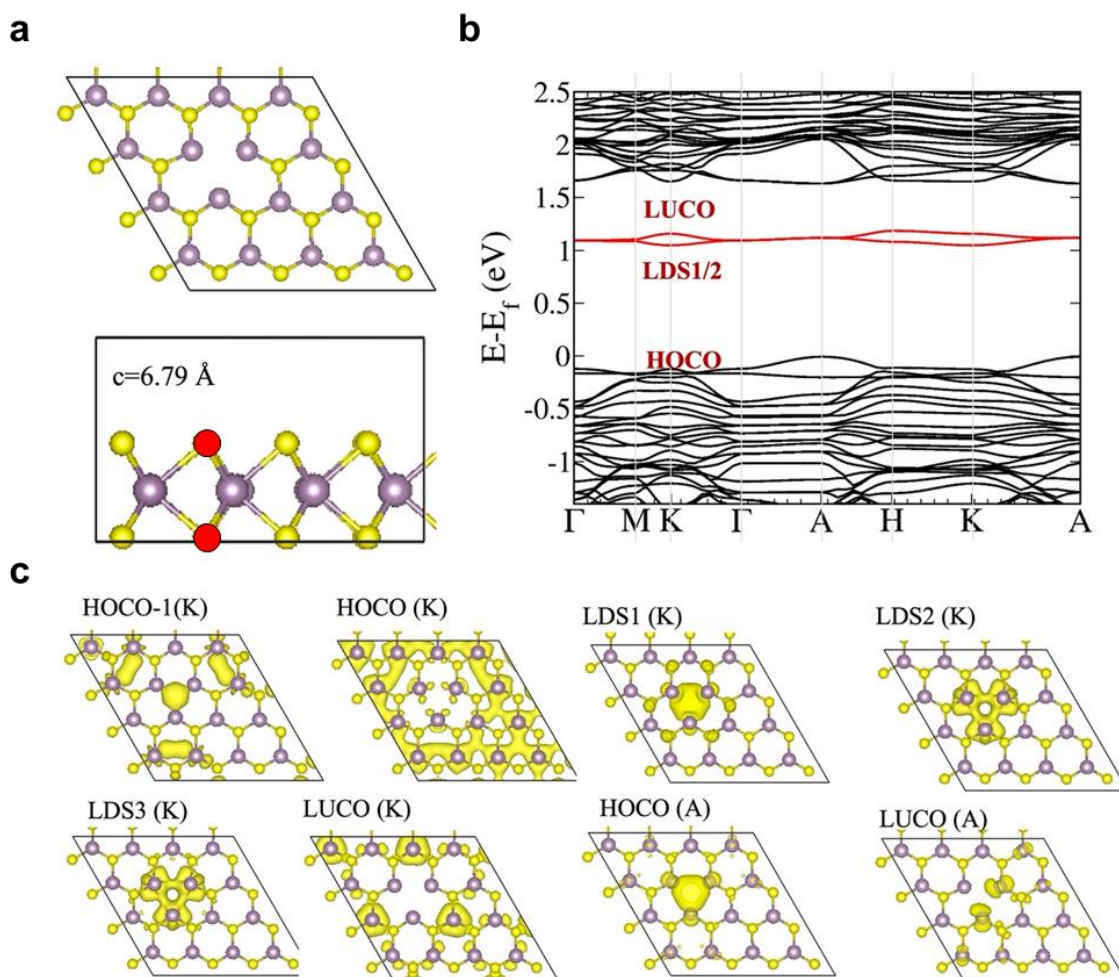 a
b
c=6.79 Å
E-E_f (eV)
2.5
2
1.5
1
0.5
0
-0.5
-1
LUCO
LDS1/2
HOCO
Γ M K Γ A H K A
c
HOCO-1(K)
HOCO (K)
LDS1 (K)
LDS2 (K)
LDS3 (K)
LUCO (K)
HOCO (A)
LUCO (A)